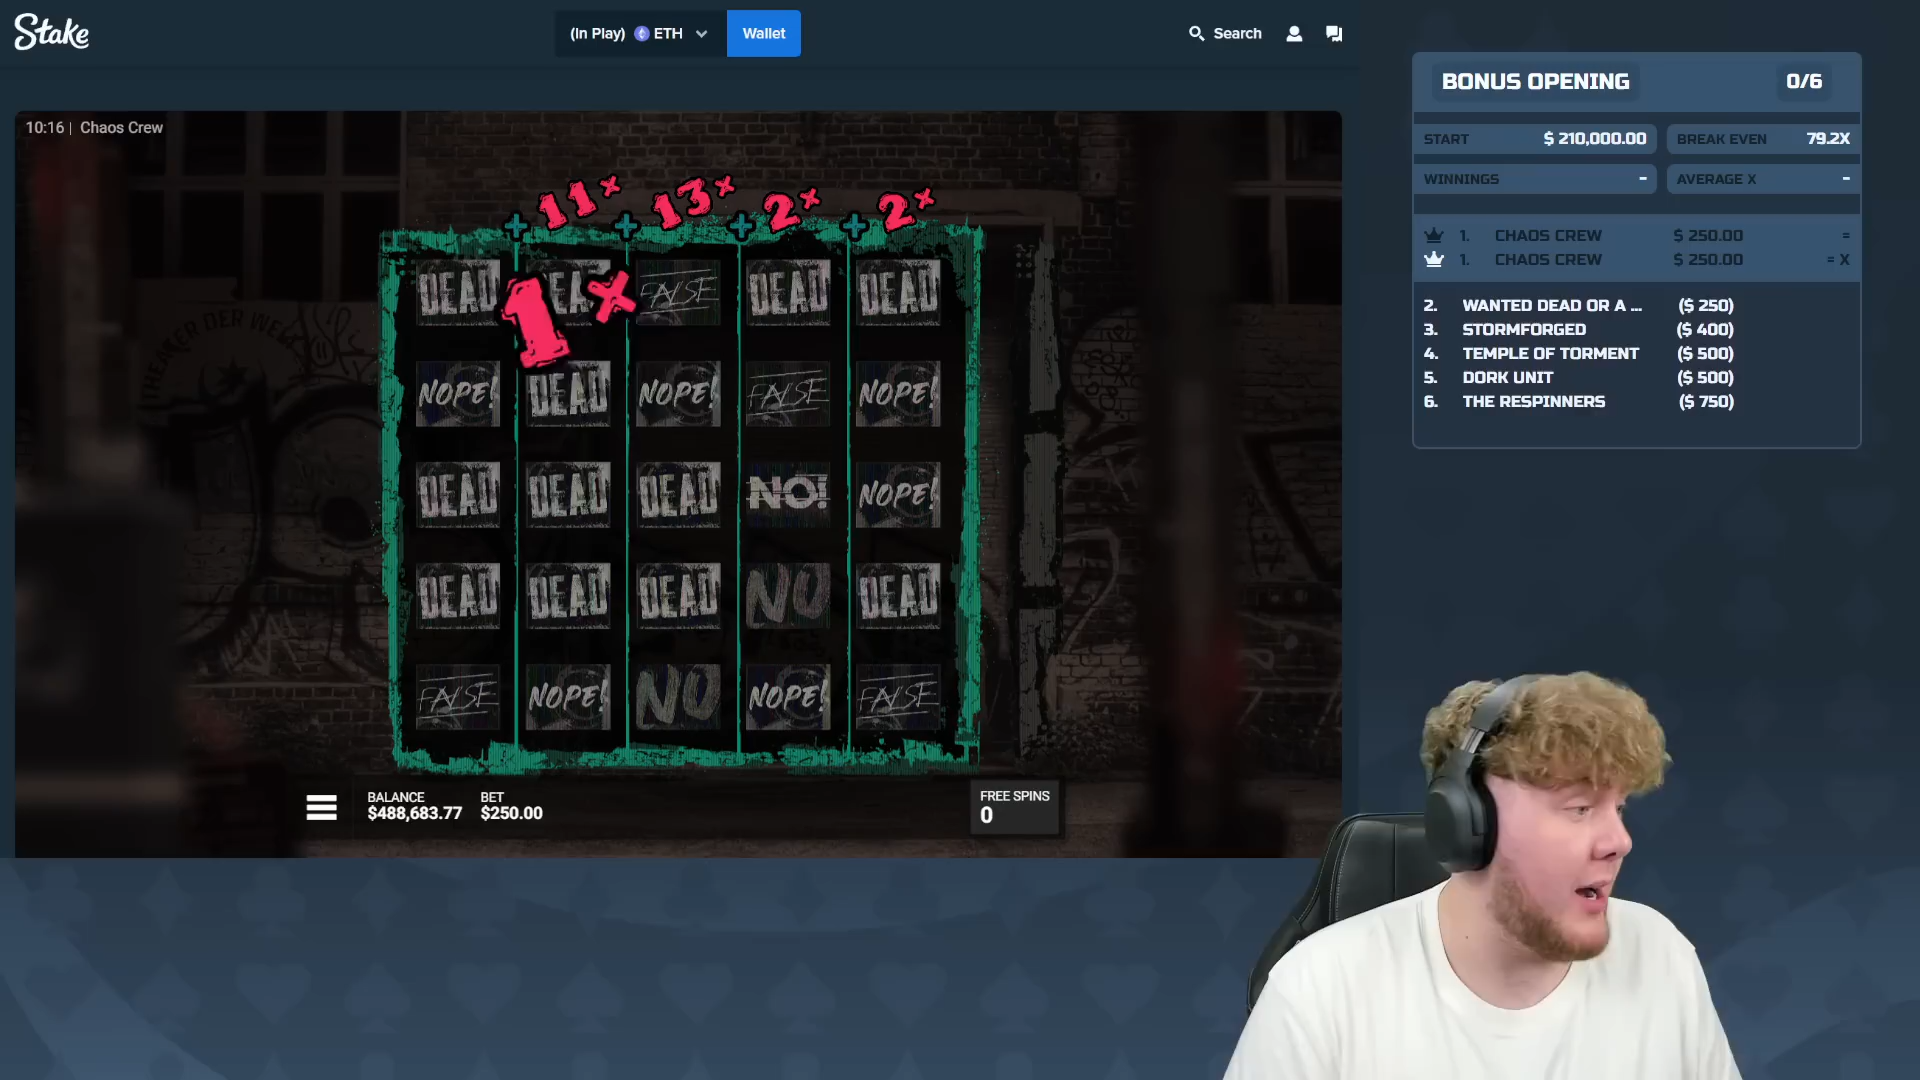 Stake
(In Play) ETH
Wallet
Search
10:16 | Chaos Crew
11x 13x 2x 2x
1x
DEAD DEA FALSE DEAD DEAD
NOPE! DEAD NOPE! FALSE NOPE!
DEAD DEAD DEAD NO! NOPE!
DEAD DEAD DEAD NO DEAD
FALSE NOPE! NO NOPE! FALSE
BALANCE
$488,683.77
BET
$250.00
FREE SPINS
0
BONUS OPENING 0/6
START $ 210,000.00 BREAK EVEN 79.2X
WINNINGS - AVERAGE X -
1. CHAOS CREW $ 250.00 =
1. CHAOS CREW $ 250.00 = X
2. WANTED DEAD OR A ... ($ 250)
3. STORMFORGED ($ 400)
4. TEMPLE OF TORMENT ($ 500)
5. DORK UNIT ($ 500)
6. THE RESPINNERS ($ 750)